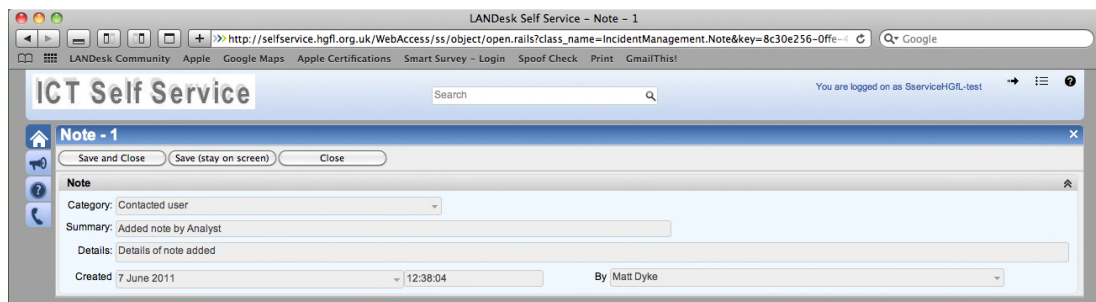 LANDesk Self Service – Note – 1
http://selfservice.hgfl.org.uk/WebAccess/ss/object/open.rails?class_name=IncidentManagement.Note&key=8c30e256-0ffe-4
Google
LANDesk Community Apple Google Maps Apple Certifications Smart Survey – Login Spoof Check Print GmailThis!
ICT Self Service
Search
You are logged on as SserviceHGfL-test
Note - 1
Save and Close Save (stay on screen) Close
Note
Category: Contacted user
Summary: Added note by Analyst
Details: Details of note added
Created 7 June 2011 12:38:04 By Matt Dyke